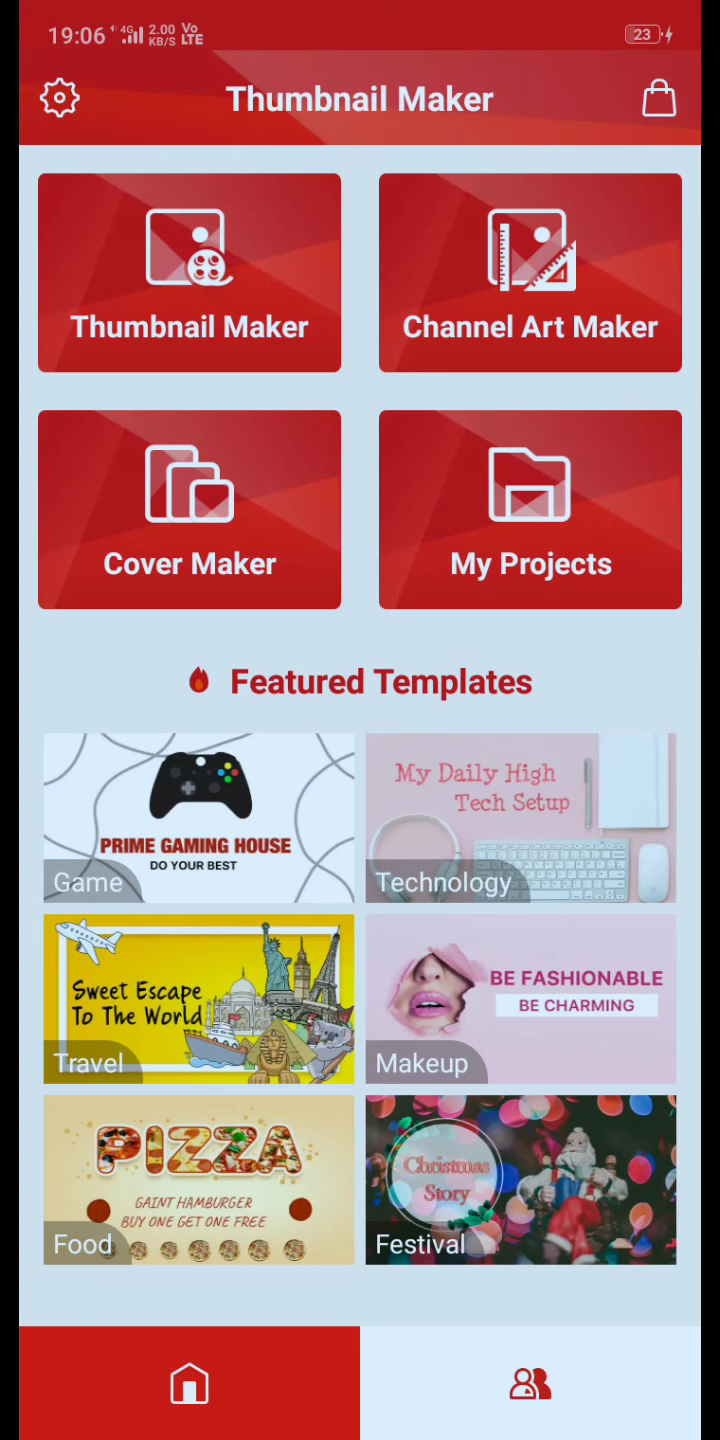 19:06 4G 2.00 KB/S Vo LTE 23
Thumbnail Maker
Thumbnail Maker
Channel Art Maker
Cover Maker
My Projects
Featured Templates
PRIME GAMING HOUSE
DO YOUR BEST
Game
My Daily High
Tech Setup
Technology
Sweet Escape
To The World
Travel
BE FASHIONABLE
BE CHARMING
Makeup
PIZZA
GAINT HAMBURGER
BUY ONE GET ONE FREE
Food
Christmas
Story
Festival